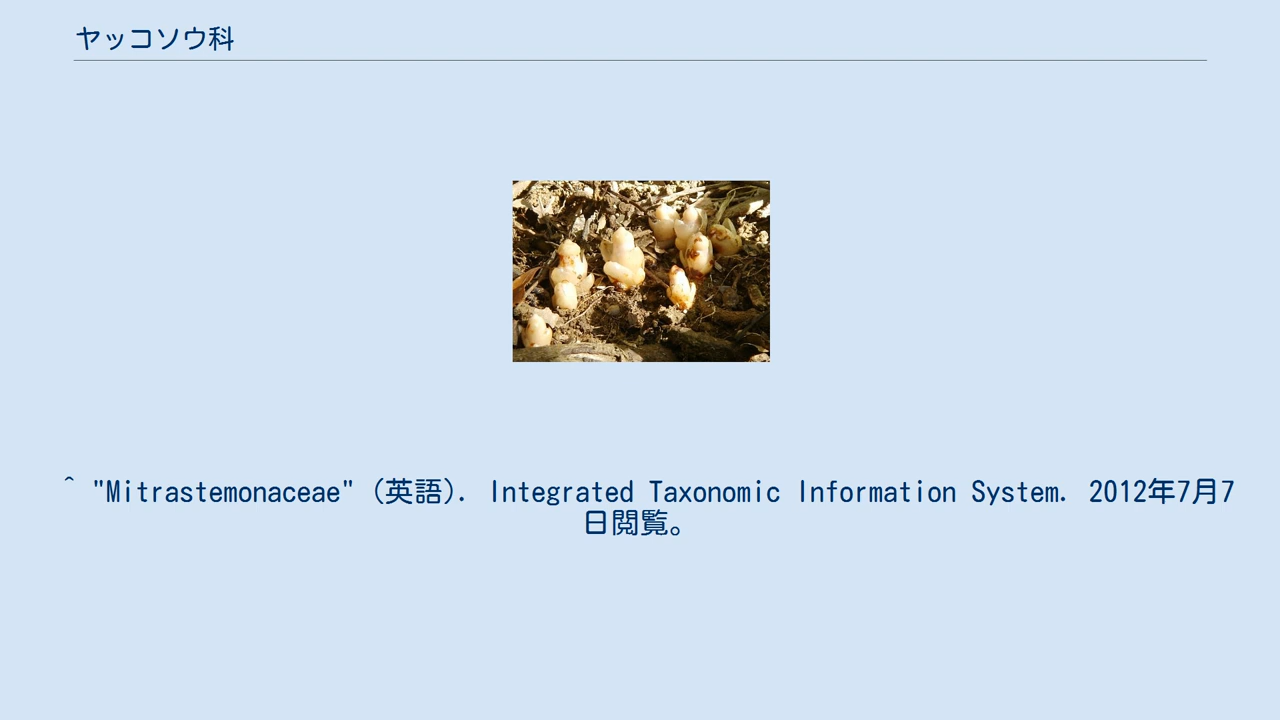 ヤッコソウ科
^ "Mitrastemonaceae" (英語). Integrated Taxonomic Information System. 2012年7月7
日閲覧。